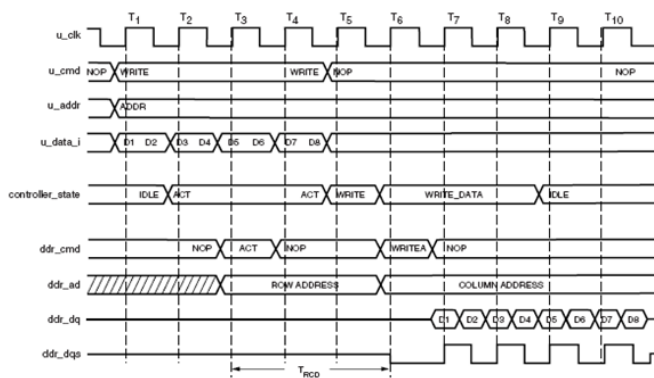 T1 T2 T3 T4 T5 T6 T7 T8 T9 T10
u_clk
u_cmd NOP WRITE WRITE NOP NOP
u_addr ADDR
u_data_i D1 D2 D3 D4 D5 D6 D7 D8
controller_state IDLE ACT ACT WRITE WRITE_DATA IDLE
ddr_cmd NOP ACT NOP WRITEA NOP
ddr_ad ROW ADDRESS COLUMN ADDRESS
ddr_dq D1 D2 D3 D4 D5 D6 D7 D8
ddr_dqs
TRCD